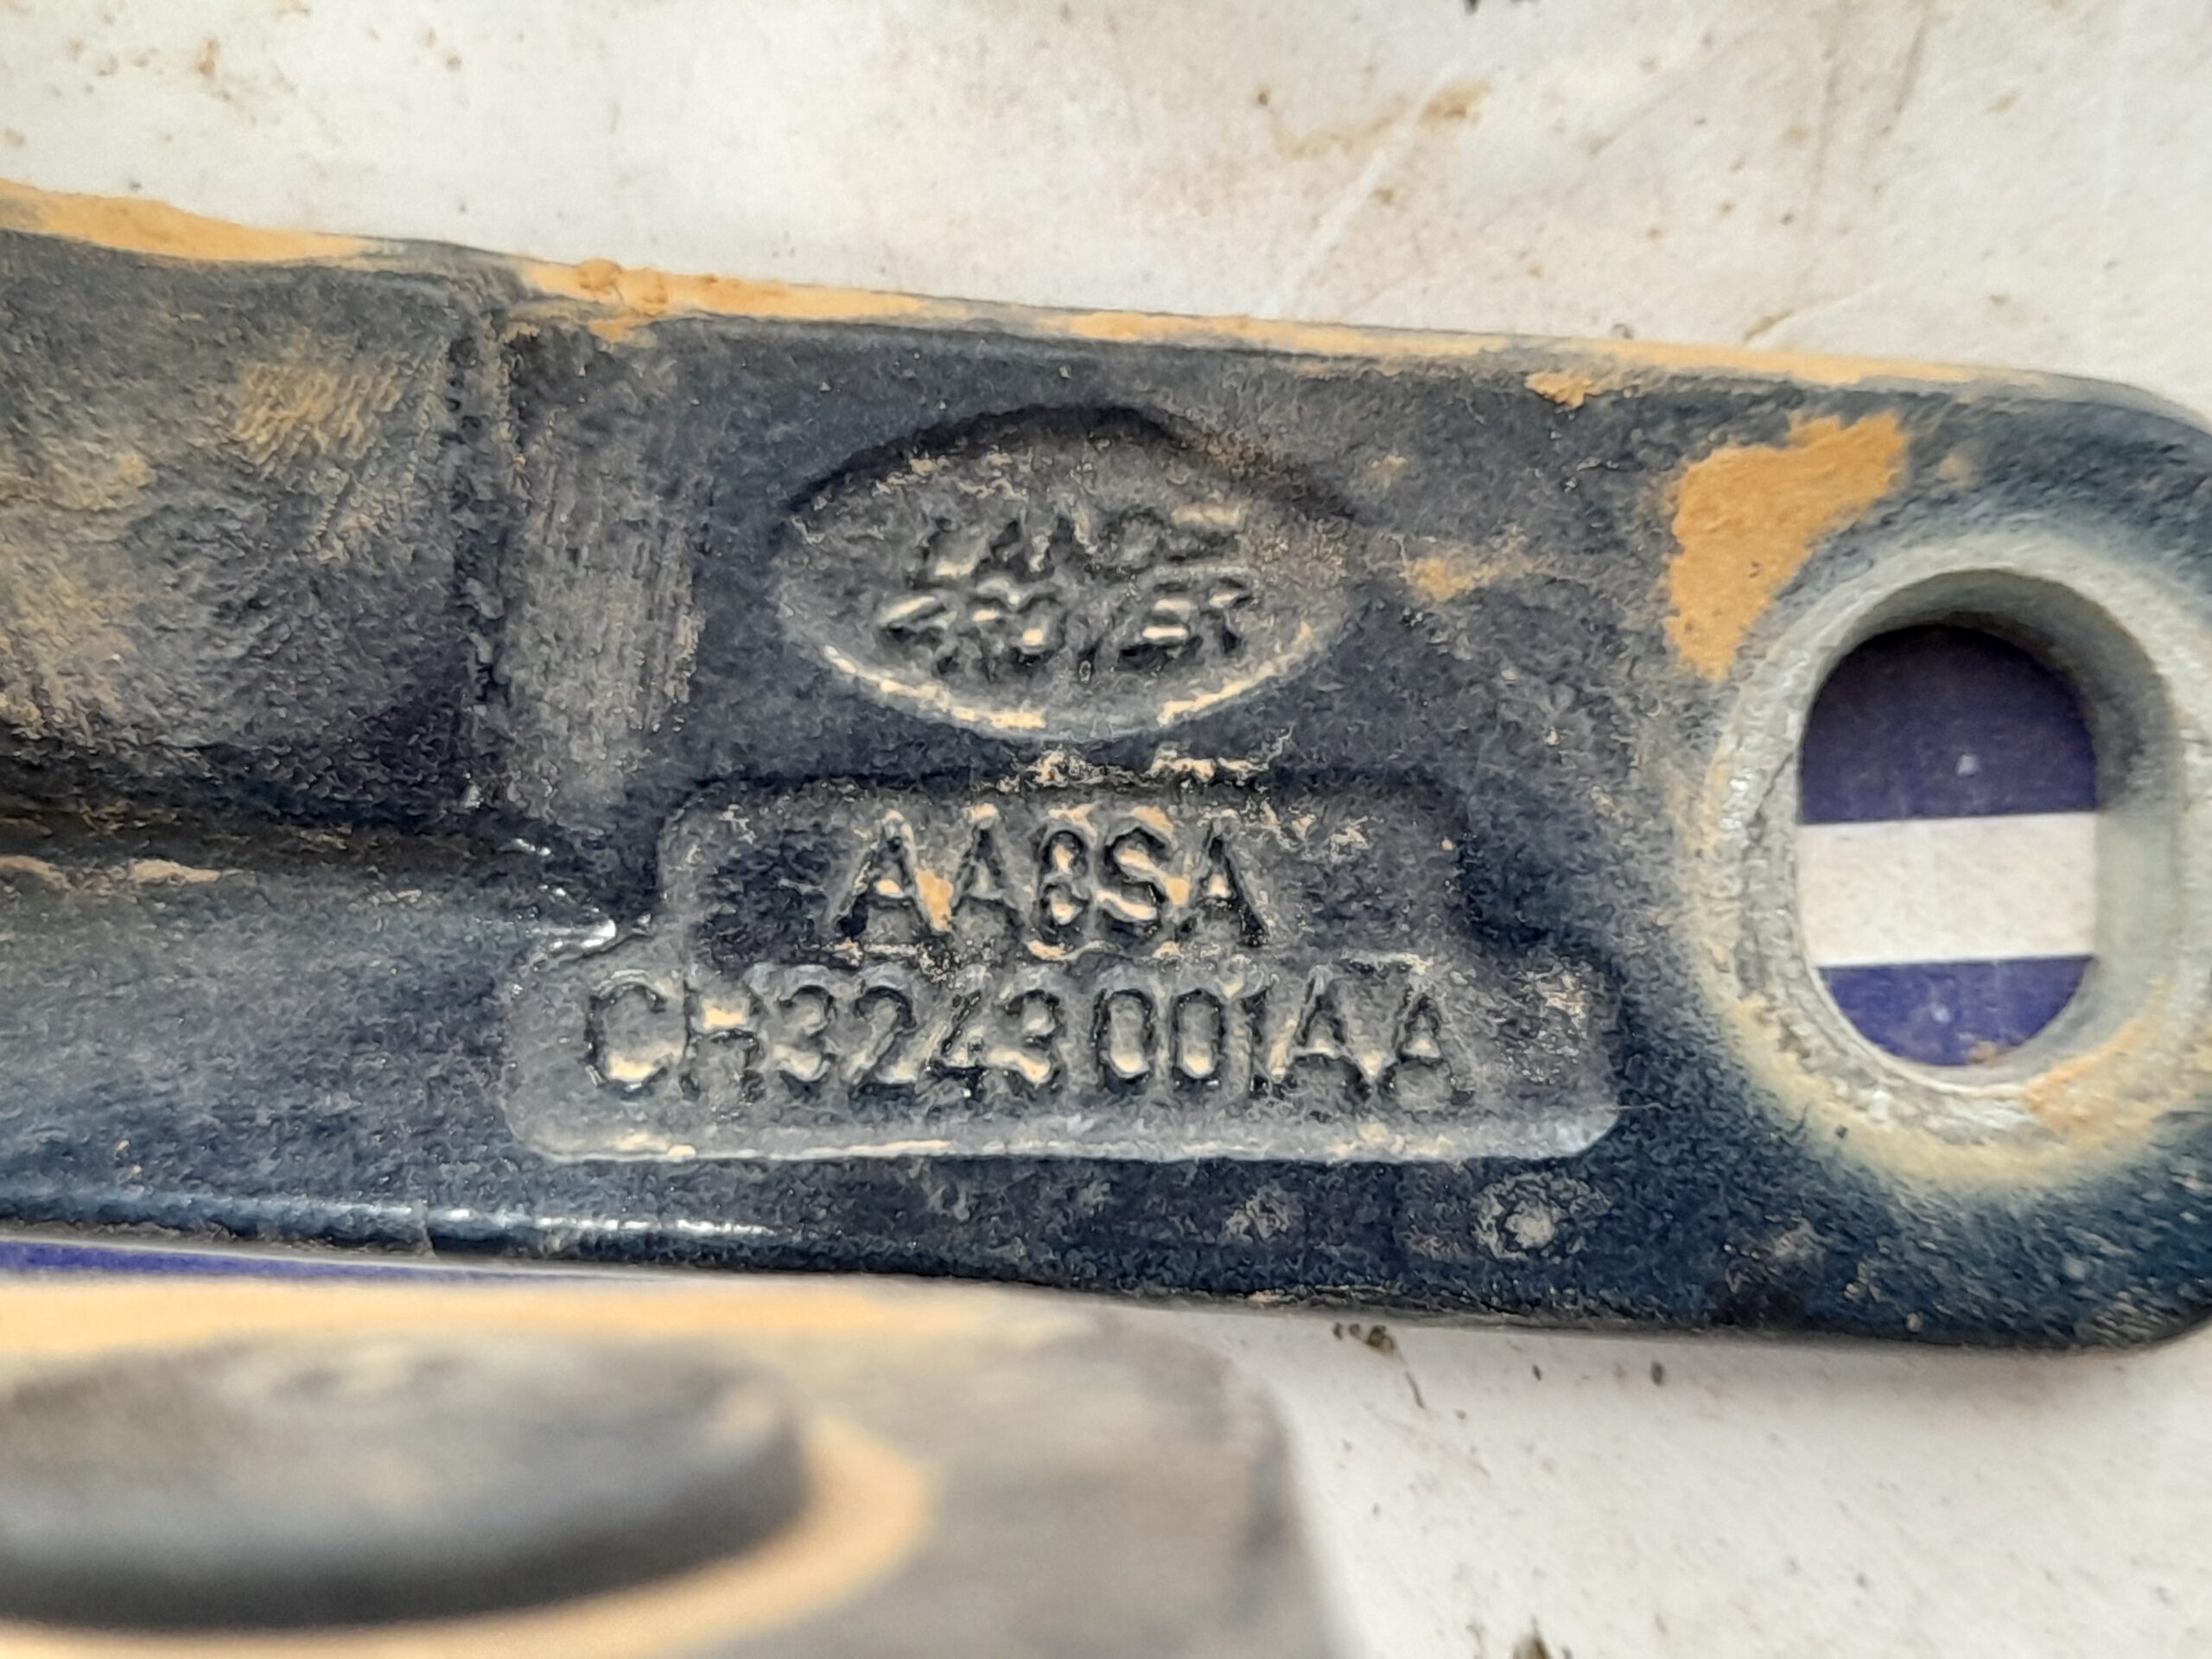 LAND
ROVER
AA8SA
CH3243001AA